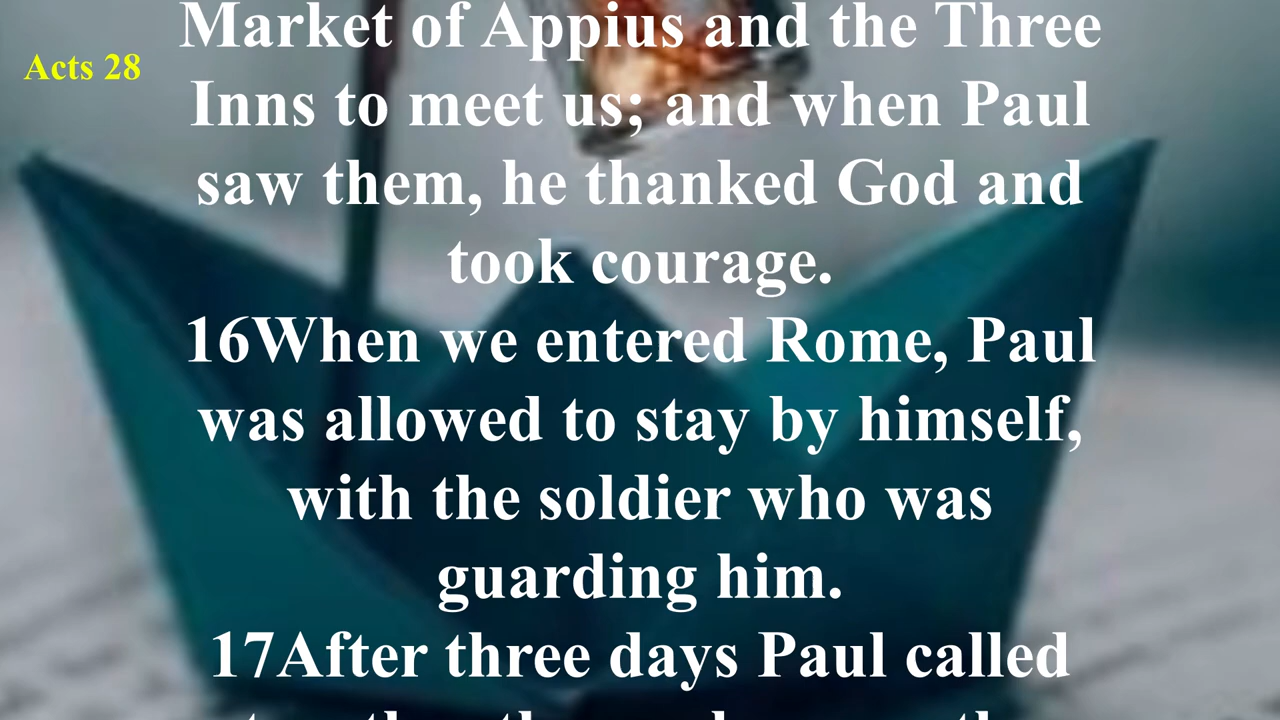 Acts 28
Market of Appius and the Three
Inns to meet us; and when Paul
saw them, he thanked God and
took courage.
16When we entered Rome, Paul
was allowed to stay by himself,
with the soldier who was
guarding him.
17After three days Paul called